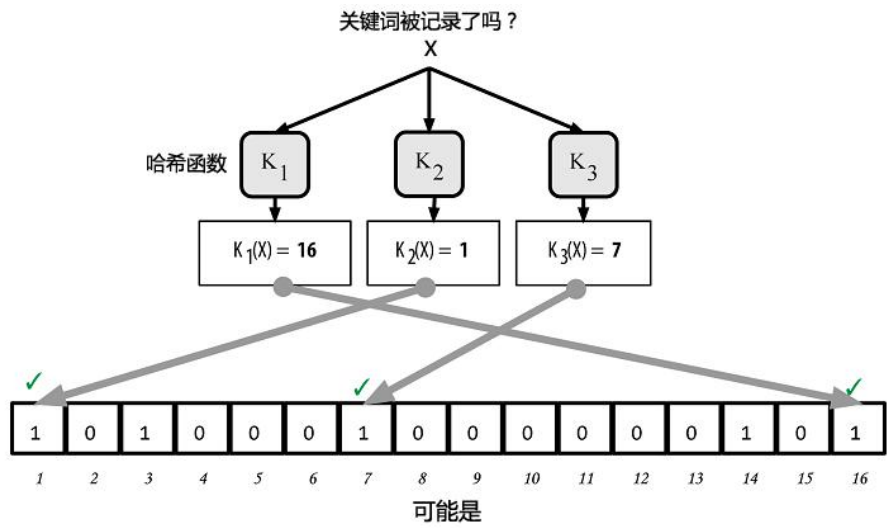 关键词被记录了吗？
X
哈希函数 K1 K2 K3
K1(X) = 16 K2(X) = 1 K3(X) = 7
✓ ✓ ✓
1 0 1 0 0 0 1 0 0 0 0 0 0 1 0 1
1 2 3 4 5 6 7 8 9 10 11 12 13 14 15 16
可能是